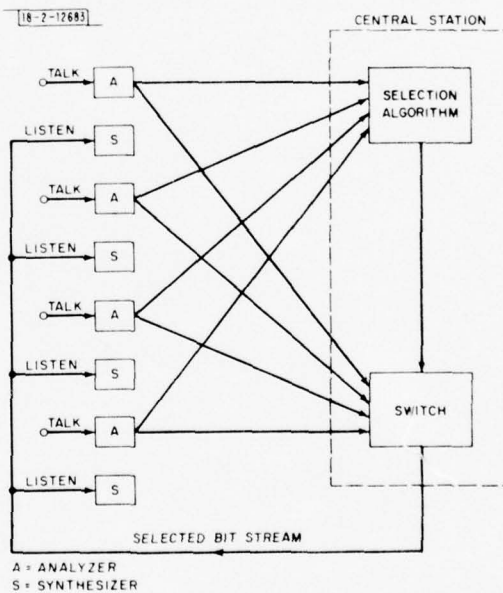 18-2-12683
CENTRAL STATION
TALK
A
SELECTION
ALGORITHM
LISTEN
S
TALK
A
LISTEN
S
TALK
A
LISTEN
S
SWITCH
TALK
A
LISTEN
S
SELECTED BIT STREAM
A = ANALYZER
S = SYNTHESIZER